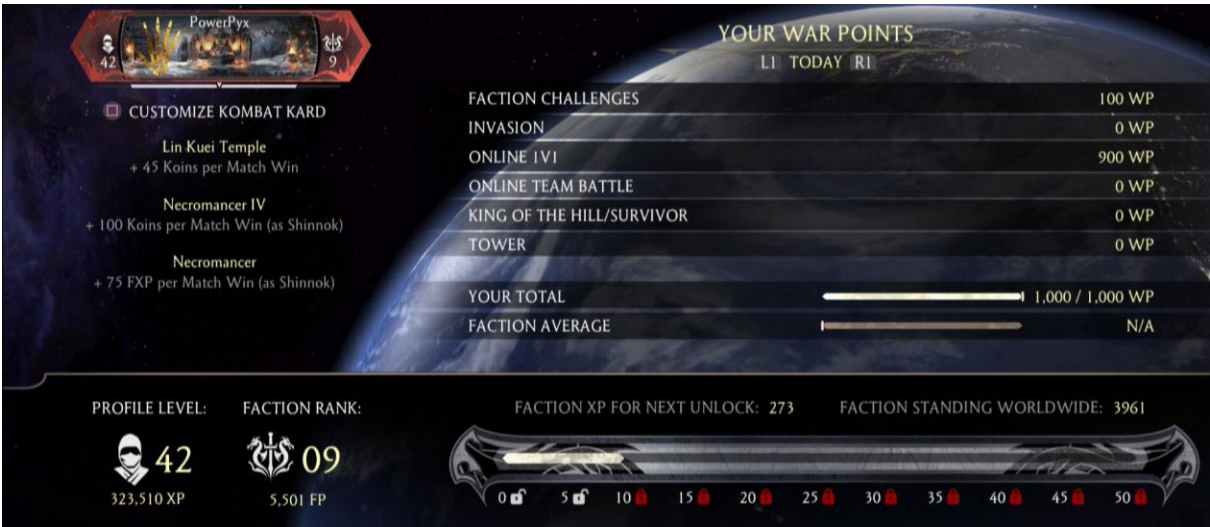 PowerPyx
42
9
CUSTOMIZE KOMBAT KARD
Lin Kuei Temple
+ 45 Koins per Match Win
Necromancer IV
+ 100 Koins per Match Win (as Shinnok)
Necromancer
+ 75 FXP per Match Win (as Shinnok)
YOUR WAR POINTS
L1 TODAY R1
FACTION CHALLENGES 100 WP
INVASION 0 WP
ONLINE 1V1 900 WP
ONLINE TEAM BATTLE 0 WP
KING OF THE HILL/SURVIVOR 0 WP
TOWER 0 WP
YOUR TOTAL 1,000 / 1,000 WP
FACTION AVERAGE N/A
PROFILE LEVEL: FACTION RANK:
42 09
323,510 XP 5,501 FP
FACTION XP FOR NEXT UNLOCK: 273 FACTION STANDING WORLDWIDE: 3961
0 5 10 15 20 25 30 35 40 45 50